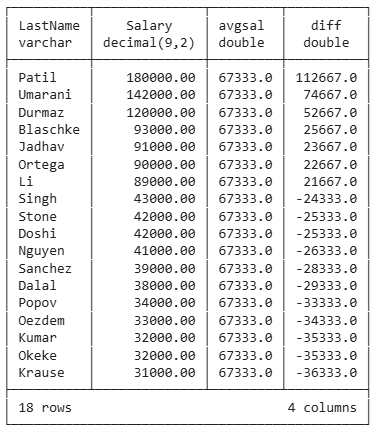 LastName Salary avgsal diff
varchar decimal(9,2) double double
Patil 180000.00 67333.0 112667.0
Umarani 142000.00 67333.0 74667.0
Durmaz 120000.00 67333.0 52667.0
Blaschke 93000.00 67333.0 25667.0
Jadhav 91000.00 67333.0 23667.0
Ortega 90000.00 67333.0 22667.0
Li 89000.00 67333.0 21667.0
Singh 43000.00 67333.0 -24333.0
Stone 42000.00 67333.0 -25333.0
Doshi 42000.00 67333.0 -25333.0
Nguyen 41000.00 67333.0 -26333.0
Sanchez 39000.00 67333.0 -28333.0
Dalal 38000.00 67333.0 -29333.0
Popov 34000.00 67333.0 -33333.0
Oezdem 33000.00 67333.0 -34333.0
Kumar 32000.00 67333.0 -35333.0
Okeke 32000.00 67333.0 -35333.0
Krause 31000.00 67333.0 -36333.0
18 rows 4 columns